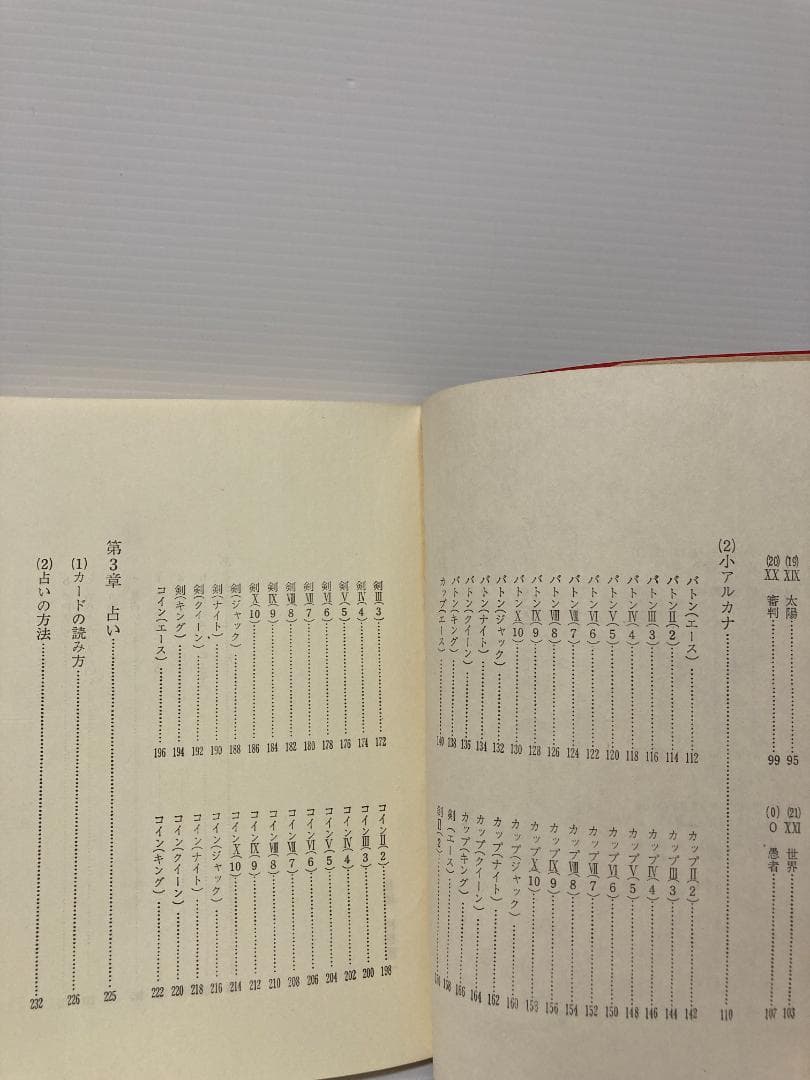 (19) XIX 太陽……95
(20) XX 審判……99
(21) XXI 世界……103
(0) O 愚者……107
(2)小アルカナ……110
バトン(エース)……112
バトンⅡ(2)……114
バトンⅢ(3)……116
バトンⅣ(4)……118
バトンⅤ(5)……120
バトンⅥ(6)……122
バトンⅦ(7)……124
バトンⅧ(8)……126
バトンⅨ(9)……128
バトンⅩ(10)……130
バトン(ジャック)……132
バトン(ナイト)……134
バトン(クイーン)……136
バトン(キング)……138
カップ(エース)……140
カップⅡ(2)……142
カップⅢ(3)……144
カップⅣ(4)……146
カップⅤ(5)……148
カップⅥ(6)……150
カップⅦ(7)……152
カップⅧ(8)……154
カップⅨ(9)……156
カップⅩ(10)……158
カップ(ジャック)……160
カップ(ナイト)……162
カップ(クイーン)……164
カップ(キング)……166
剣(エース)……
剣Ⅱ(2)……
剣Ⅲ(3)……172
剣Ⅳ(4)……174
剣Ⅴ(5)……176
剣Ⅵ(6)……178
剣Ⅶ(7)……180
剣Ⅷ(8)……182
剣Ⅸ(9)……184
剣Ⅹ(10)……186
剣(ジャック)……188
剣(ナイト)……190
剣(クイーン)……192
剣(キング)……194
コイン(エース)……196
コインⅡ(2)……198
コインⅢ(3)……200
コインⅣ(4)……202
コインⅤ(5)……204
コインⅥ(6)……206
コインⅦ(7)……208
コインⅧ(8)……210
コインⅨ(9)……212
コインⅩ(10)……214
コイン(ジャック)……216
コイン(ナイト)……218
コイン(クイーン)……220
コイン(キング)……222
第3章 占い……225
(1)カードの読み方……226
(2)占いの方法……232